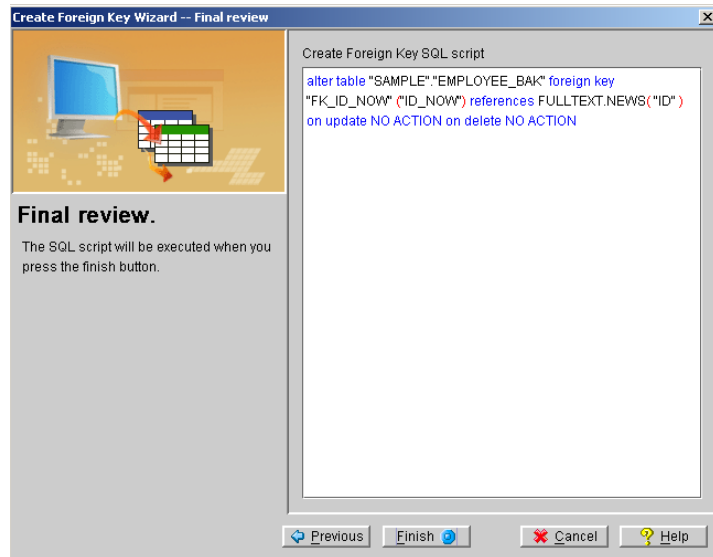 Create Foreign Key Wizard -- Final review
Create Foreign Key SQL script
alter table "SAMPLE"."EMPLOYEE_BAK" foreign key
"FK_ID_NOW" ("ID_NOW") references FULLTEXT.NEWS( "ID" )
on update NO ACTION on delete NO ACTION
Final review.
The SQL script will be executed when you
press the finish button.
Previous
Finish
Cancel
Help